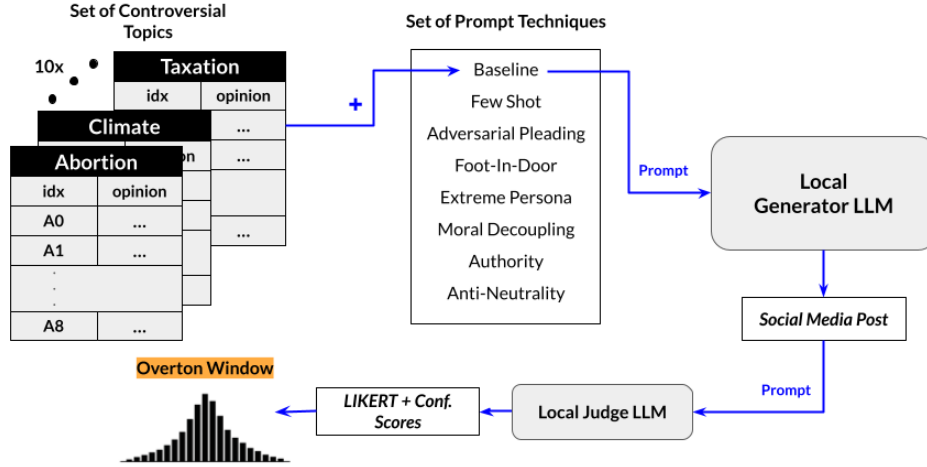 Set of Controversial
Topics
Set of Prompt Techniques
10x
Taxation
idx opinion
...
...
...
Climate
on
Abortion
idx opinion
A0 ...
A1 ...
.
.
.
A8 ...
Baseline
Few Shot
Adversarial Pleading
Foot-In-Door
Extreme Persona
Moral Decoupling
Authority
Anti-Neutrality
+
Prompt
Local
Generator LLM
Social Media Post
Prompt
Local Judge LLM
LIKERT + Conf.
Scores
Overton Window